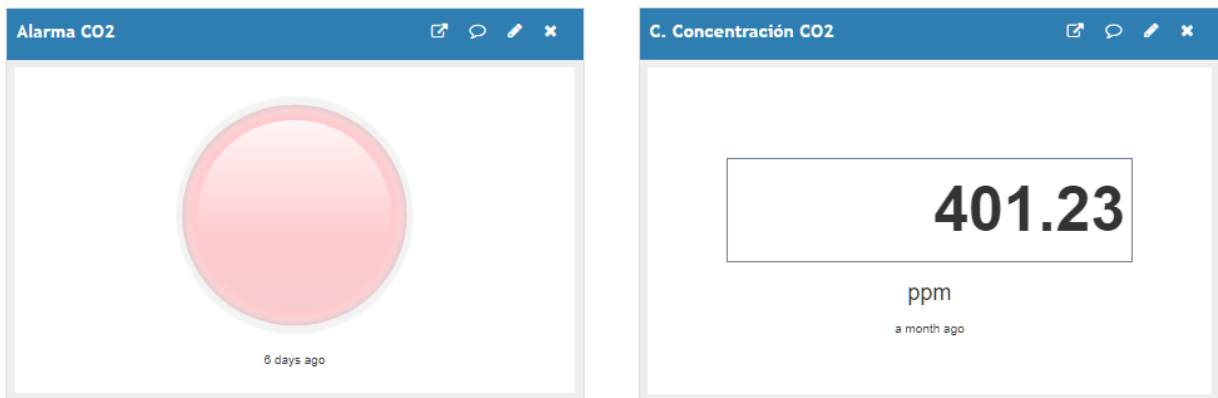 Alarma CO2
6 days ago
C. Concentración CO2
401.23
ppm
a month ago